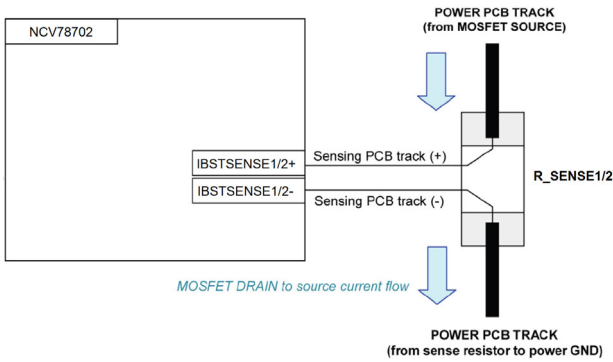 POWER PCB TRACK
(from MOSFET SOURCE)
NCV78702
IBSTSENSE1/2+
Sensing PCB track (+)
R_SENSE1/2
IBSTSENSE1/2-
Sensing PCB track (-)
MOSFET DRAIN to source current flow
POWER PCB TRACK
(from sense resistor to power GND)